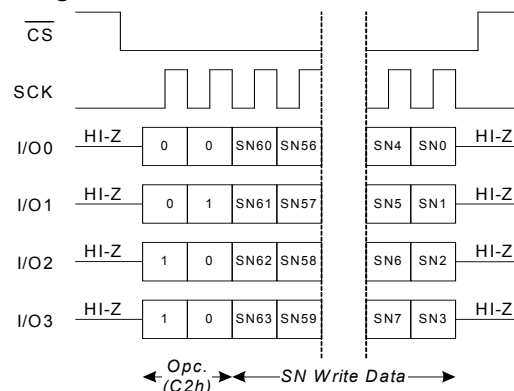 CS
SCK
I/O0 HI-Z 0 0 SN60 SN56 SN4 SN0 HI-Z
I/O1 HI-Z 0 1 SN61 SN57 SN5 SN1 HI-Z
I/O2 HI-Z 1 0 SN62 SN58 SN6 SN2 HI-Z
I/O3 HI-Z 1 0 SN63 SN59 SN7 SN3 HI-Z
Opc.
(C2h)
SN Write Data